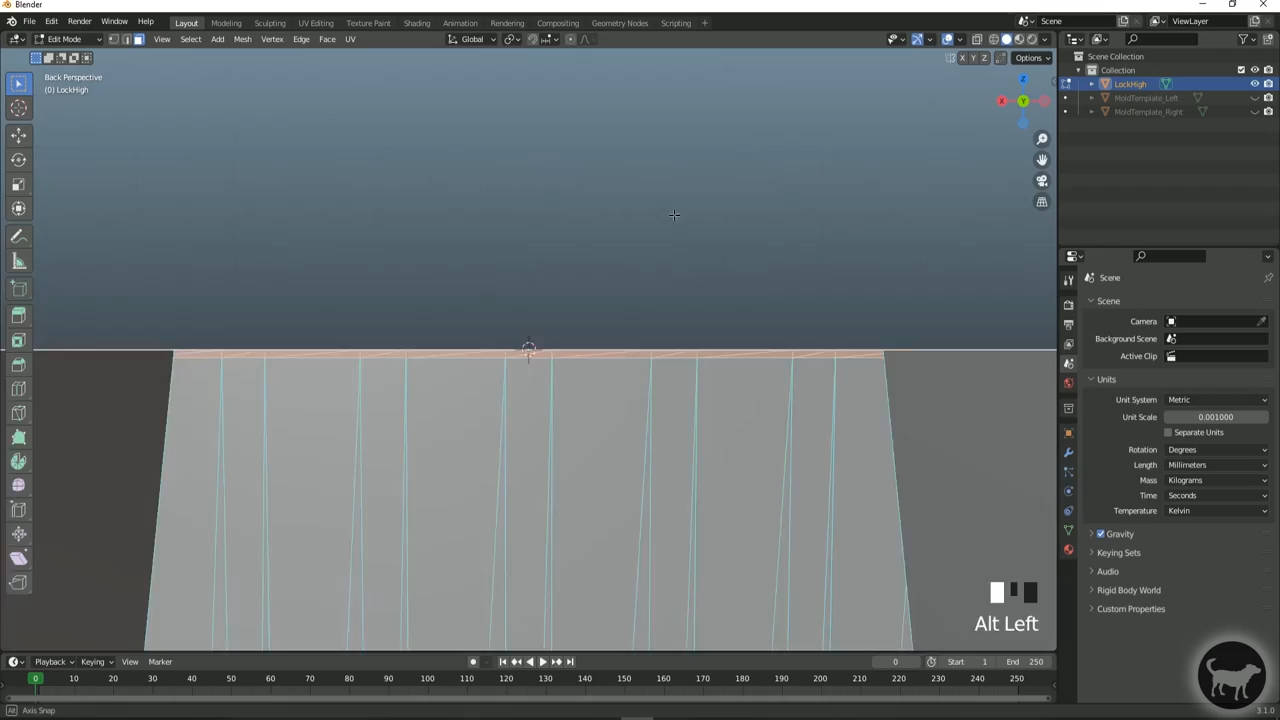 Blender
File Edit Render Window Help Layout Modeling Sculpting UV Editing Texture Paint Shading Animation Rendering Compositing Geometry Nodes Scripting + Scene ViewLayer
Edit Mode View Select Add Mesh Vertex Edge Face UV Global
X Y Z Options
Back Perspective
(0) LockHigh
Z
X Y
Scene Collection
Collection
LockHigh
MoldTemplate_Left
MoldTemplate_Right
Scene
Scene
Camera
Background Scene
Active Clip
Units
Unit System Metric
Unit Scale 0.001000
Separate Units
Rotation Degrees
Length Millimeters
Mass Kilograms
Time Seconds
Temperature Kelvin
Gravity
Keying Sets
Audio
Rigid Body World
Custom Properties
Alt Left
Playback Keying View Marker 0 Start 1 End 250
0 10 20 30 40 50 60 70 80 90 100 110 120 130 140 150 160 170 180 190 200 210 220 230 240 250
Alt Axis Snap 3.1.0